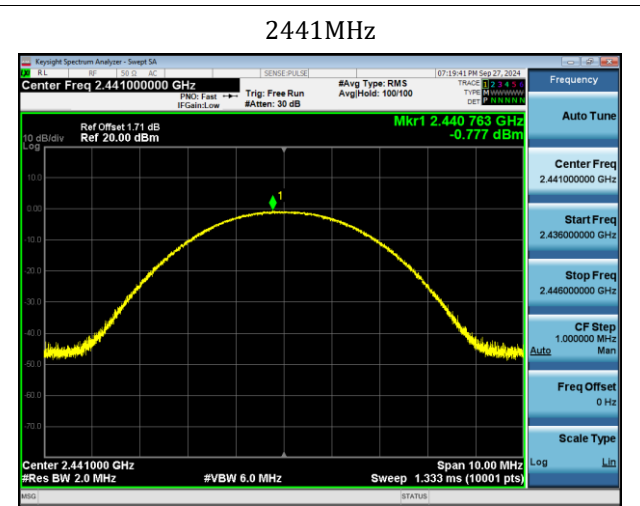 2441MHz
Keysight Spectrum Analyzer - Swept SA
RL RF 50 Ω AC SENSE:PULSE 07:19:41 PM Sep 27, 2024
Center Freq 2.441000000 GHz
PNO: Fast
IFGain:Low
Trig: Free Run
#Atten: 30 dB
#Avg Type: RMS
Avg|Hold: 100/100
TRACE 1 2 3 4 5 6
TYPE M WWWWW
DET P N N N N N
Ref Offset 1.71 dB
10 dB/div Ref 20.00 dBm
Log
Mkr1 2.440 763 GHz
-0.777 dBm
10.0
0.00
-10.0
-20.0
-30.0
-40.0
-50.0
-60.0
-70.0
1
Center 2.441000 GHz Span 10.00 MHz
#Res BW 2.0 MHz #VBW 6.0 MHz Sweep 1.333 ms (10001 pts)
MSG STATUS
Frequency
Auto Tune
Center Freq
2.441000000 GHz
Start Freq
2.436000000 GHz
Stop Freq
2.446000000 GHz
CF Step
1.000000 MHz
Auto Man
Freq Offset
0 Hz
Scale Type
Log Lin